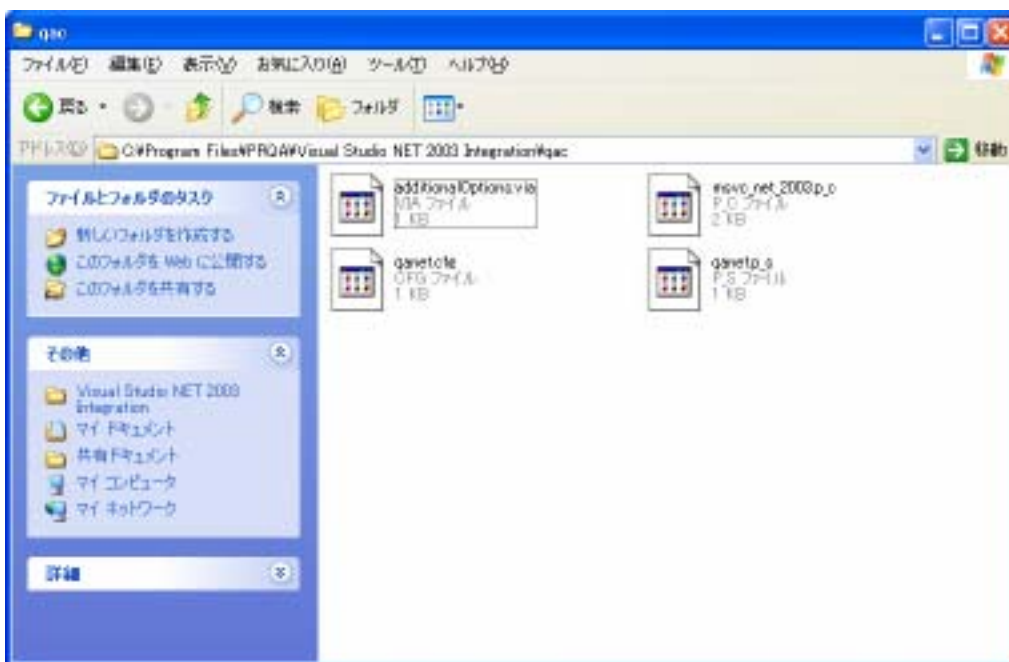 qac
ファイル(F) 編集(E) 表示(V) お気に入り(A) ツール(T) ヘルプ(H)
戻る 検索 フォルダ
アドレス(D) C:¥Program Files¥PRQA¥Visual Studio NET 2003 Integration¥qac 移動
ファイルとフォルダのタスク
新しいフォルダを作成する
このフォルダを Web に公開する
このフォルダを共有する
その他
Visual Studio NET 2003
Integration
マイ ドキュメント
共有ドキュメント
マイ コンピュータ
マイ ネットワーク
詳細
additionalOptions.via
VIA ファイル
1 KB
msvc_net_2003.p_c
P_C ファイル
2 KB
qanet.cfg
CFG ファイル
1 KB
qanet.p_s
P_S ファイル
1 KB